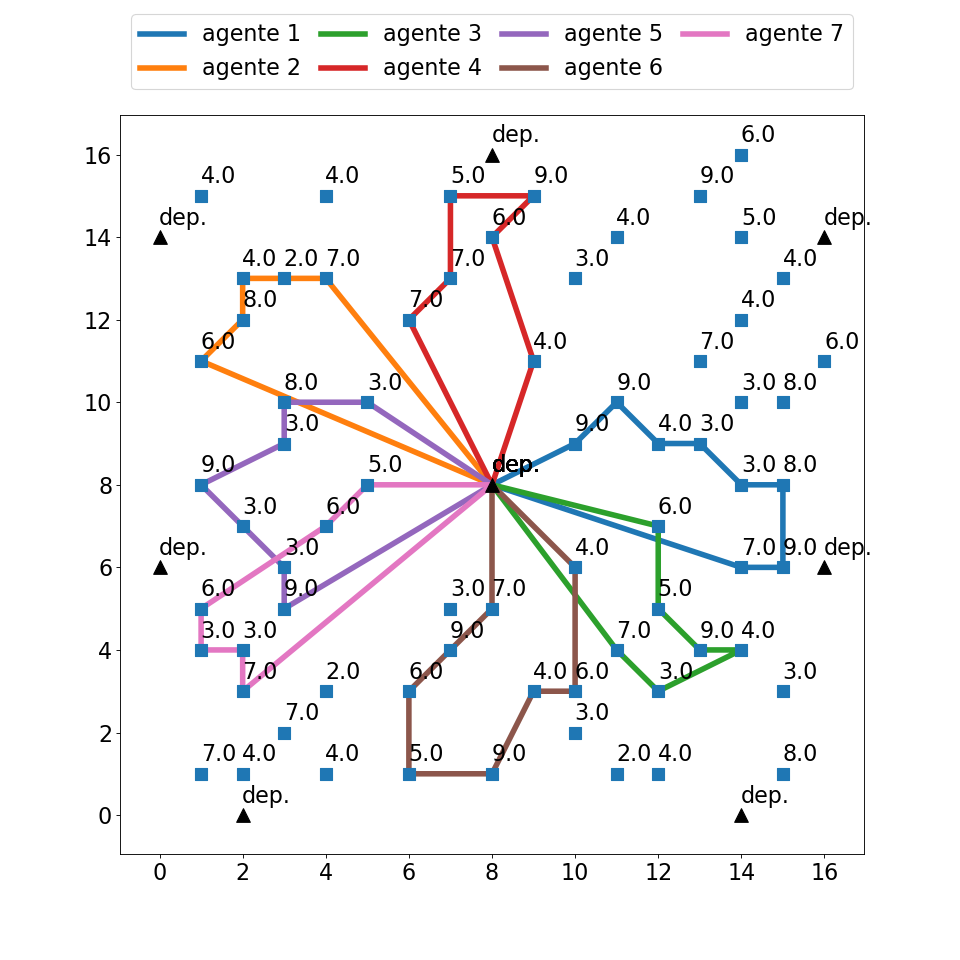 agente 1 agente 3 agente 5 agente 7
agente 2 agente 4 agente 6
dep. 6.0
16
4.0 4.0 5.0 9.0 9.0
dep. 6.0 4.0 5.0 dep.
14
4.0 2.0 7.0 7.0 3.0 4.0
8.0 7.0 4.0
12
6.0 4.0 7.0 6.0
8.0 3.0 9.0 3.0 8.0
10
3.0 9.0 4.0 3.0
9.0 5.0 dep. 3.0 8.0
8
3.0 6.0 6.0
dep. 3.0 4.0 7.0 9.0 dep.
6
6.0 9.0 3.0 7.0 5.0
3.0 3.0 9.0 7.0 9.0 4.0
4
7.0 2.0 6.0 4.0 6.0 3.0 3.0
7.0 3.0
2
7.0 4.0 4.0 5.0 9.0 2.0 4.0 8.0
dep. dep.
0
0 2 4 6 8 10 12 14 16